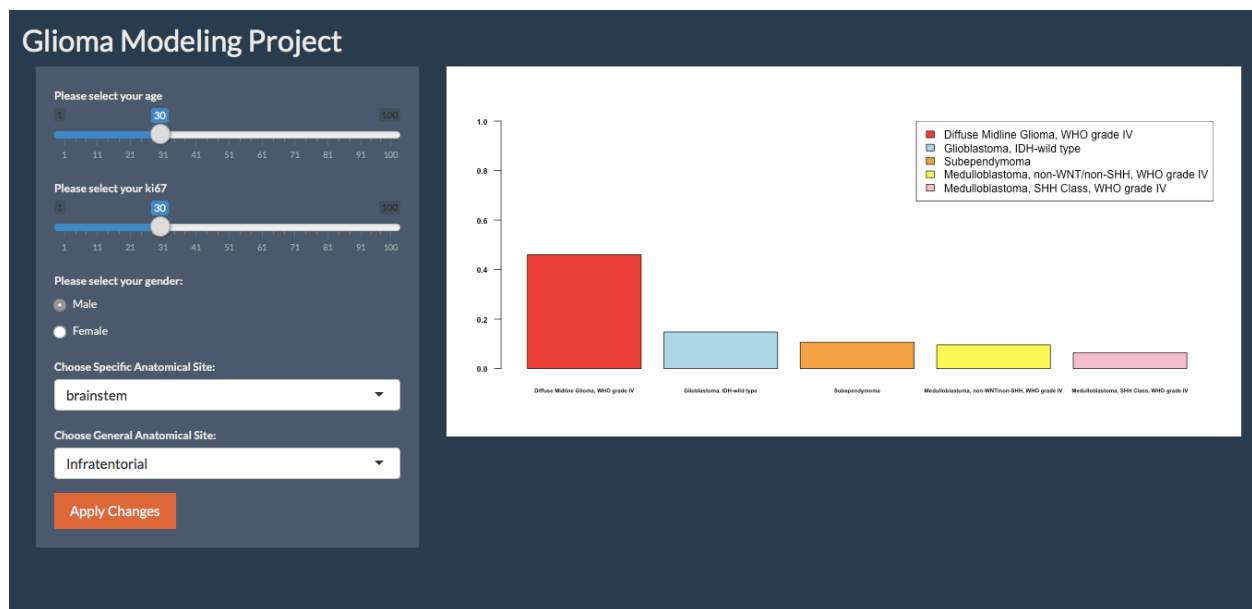 Glioma Modeling Project
Please select your age
1 30 100
1 11 21 31 41 51 61 71 81 91 100
Please select your ki67
1 30 100
1 11 21 31 41 51 61 71 81 91 100
Please select your gender:
Male
Female
Choose Specific Anatomical Site:
brainstem
Choose General Anatomical Site:
Infratentorial
Apply Changes
1.0
0.8
0.6
0.4
0.2
0.0
Diffuse Midline Glioma, WHO grade IV
Glioblastoma, IDH-wild type
Subependymoma
Medulloblastoma, non-WNT/non-SHH, WHO grade IV
Medulloblastoma, SHH Class, WHO grade IV
Diffuse Midline Glioma, WHO grade IV Glioblastoma, IDH-wild type Subependymoma Medulloblastoma, non-WNT/non-SHH, WHO grade IV Medulloblastoma, SHH Class, WHO grade IV